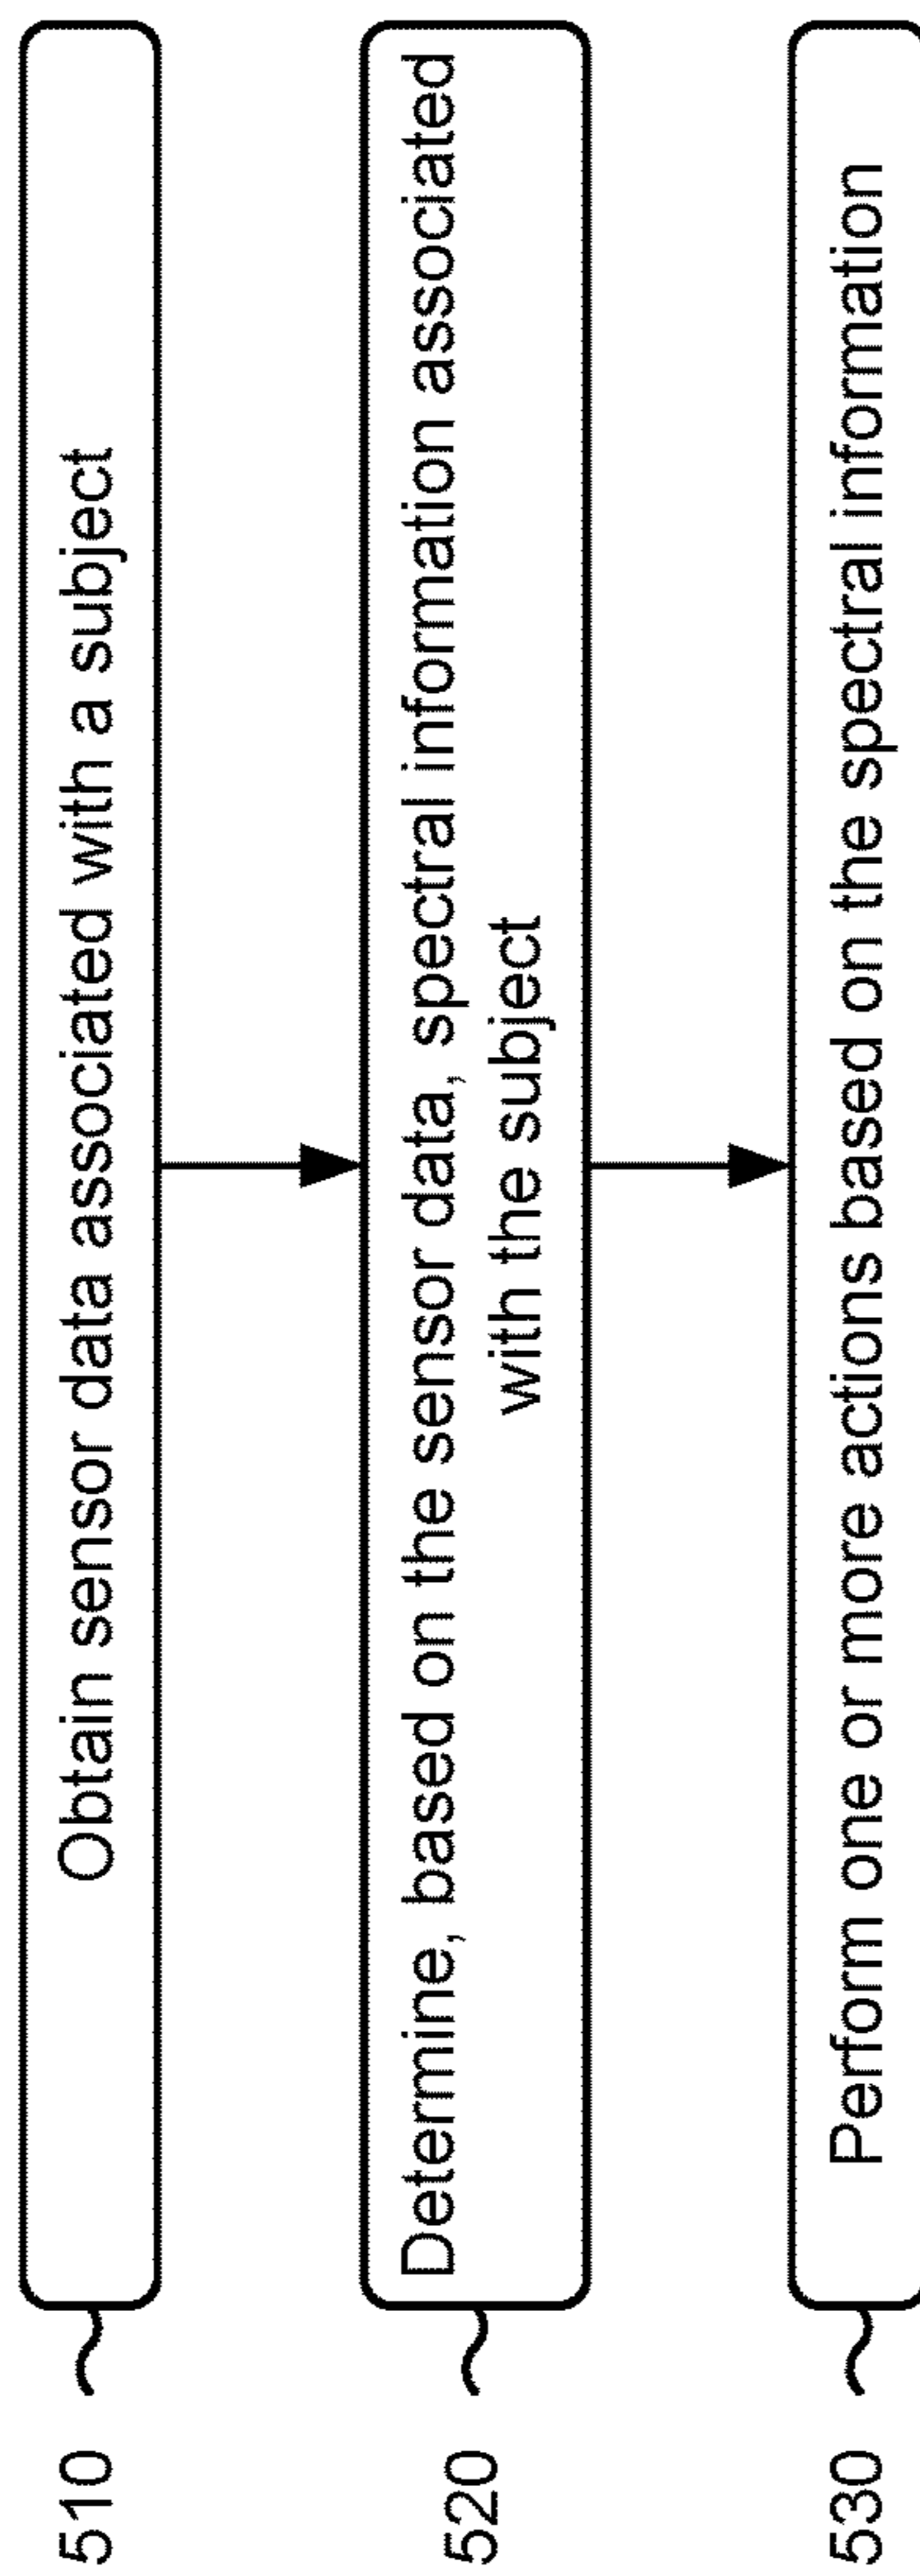 510
Obtain sensor data associated with a subject
520
Determine, based on the sensor data, spectral information associated
with the subject
530
Perform one or more actions based on the spectral information